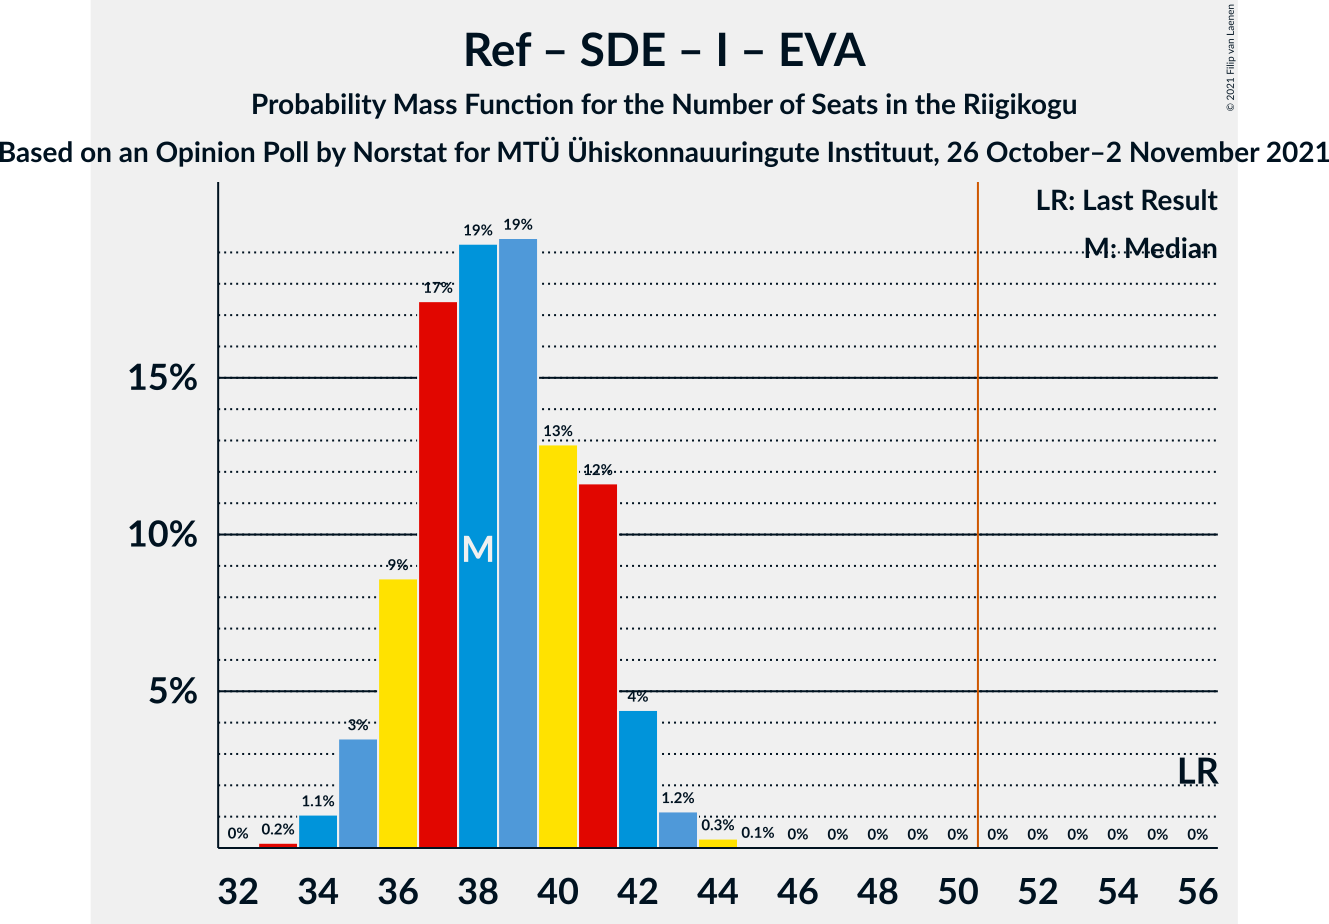 Ref – SDE – I – EVA
Probability Mass Function for the Number of Seats in the Riigikogu
Based on an Opinion Poll by Norstat for MTÜ Ühiskonnauuringute Instituut, 26 October–2 November 2021
© 2021 Filip van Laenen
LR: Last Result
M: Median
19% 19%
17%
15%
13%
12%
10%
M
9%
5%
4%
3%
LR
1.1% 1.2%
0% 0.2% 0.3% 0.1% 0% 0% 0% 0% 0% 0% 0% 0% 0% 0% 0%
32 34 36 38 40 42 44 46 48 50 52 54 56